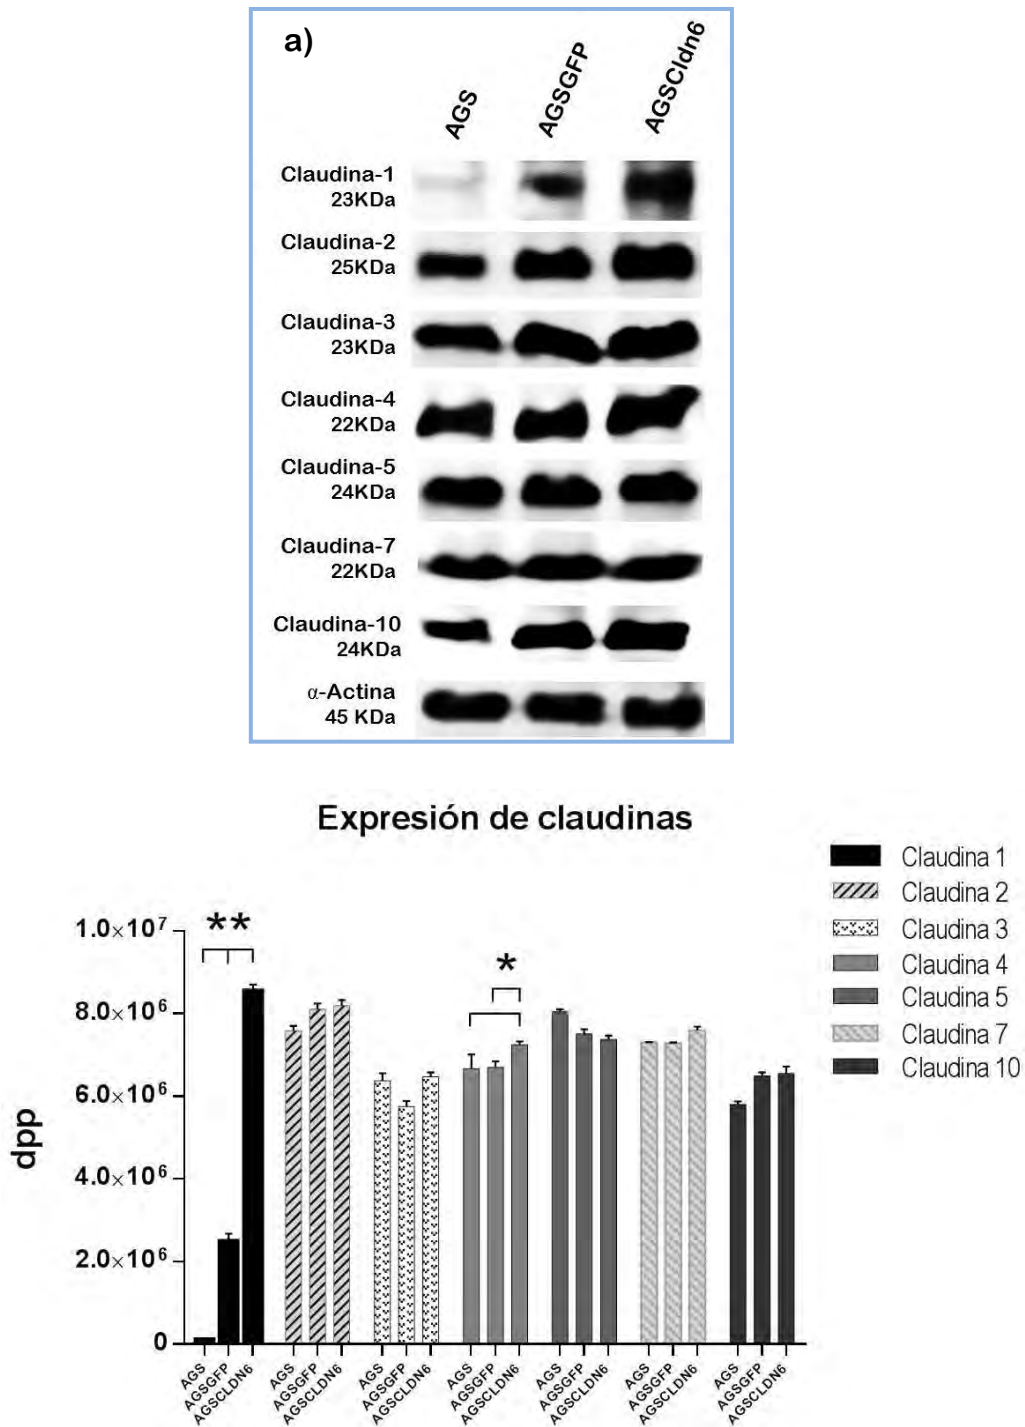 a)
AGS
AGSGFP
AGSCldn6
Claudina-1
23KDa
Claudina-2
25KDa
Claudina-3
23KDa
Claudina-4
22KDa
Claudina-5
24KDa
Claudina-7
22KDa
Claudina-10
24KDa
α-Actina
45 KDa
Expresión de claudinas
Claudina 1
Claudina 2
Claudina 3
Claudina 4
Claudina 5
Claudina 7
Claudina 10
dpp
1.0×10⁷
8.0×10⁶
6.0×10⁶
4.0×10⁶
2.0×10⁶
0
**
*
AGS
AGSGFP
AGSCLDN6
AGS
AGSGFP
AGSCLDN6
AGS
AGSGFP
AGSCLDN6
AGS
AGSGFP
AGSCLDN6
AGS
AGSGFP
AGSCLDN6
AGS
AGSGFP
AGSCLDN6
AGS
AGSGFP
AGSCLDN6